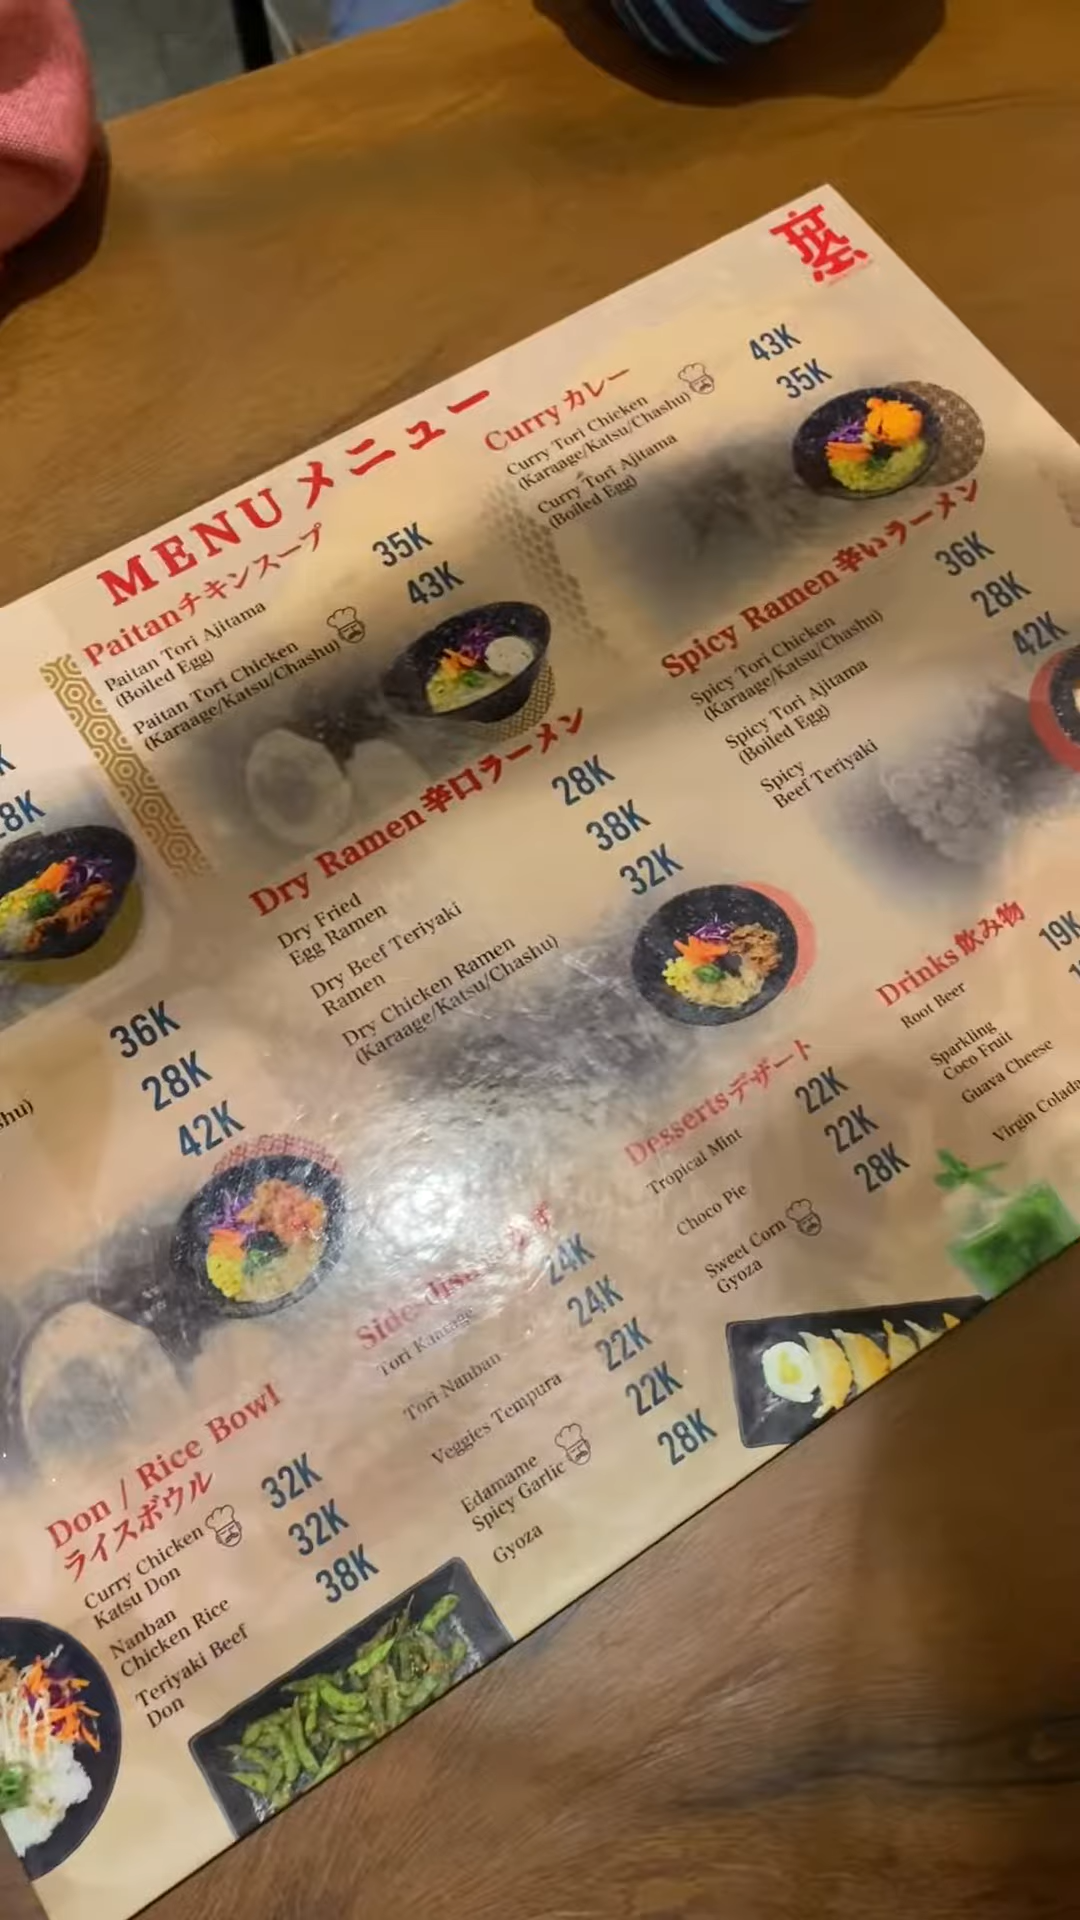 MENU メニュー
Paitanチキンスープ
Paitan Tori Ajitama
(Boiled Egg)
35K
Paitan Tori Chicken
(Karaage/Katsu/Chashu)
43K
Curry カレー
Curry Tori Chicken
(Karaage/Katsu/Chashu)
43K
Curry Tori Ajitama
(Boiled Egg)
35K
Dry Ramen 辛口ラーメン
Dry Fried
Egg Ramen
28K
Dry Beef Teriyaki
Ramen
38K
Dry Chicken Ramen
(Karaage/Katsu/Chashu)
32K
Spicy Ramen 辛いラーメン
Spicy Tori Chicken
(Karaage/Katsu/Chashu)
36K
Spicy Tori Ajitama
(Boiled Egg)
28K
Spicy
Beef Teriyaki
42K
36K
28K
42K
Don / Rice Bowl
ライスボウル
Curry Chicken
Katsu Don
32K
Nanban
Chicken Rice
32K
Teriyaki Beef
Don
38K
Tori Karaage
24K
Tori Nanban
24K
Veggies Tempura
22K
Edamame
Spicy Garlic
22K
Gyoza
28K
Desserts デザート
Tropical Mint
22K
Choco Pie
22K
Sweet Corn
Gyoza
28K
Drinks 飲み物
Root Beer
19K
Sparkling
Coco Fruit
Guava Cheese
Virgin Colada